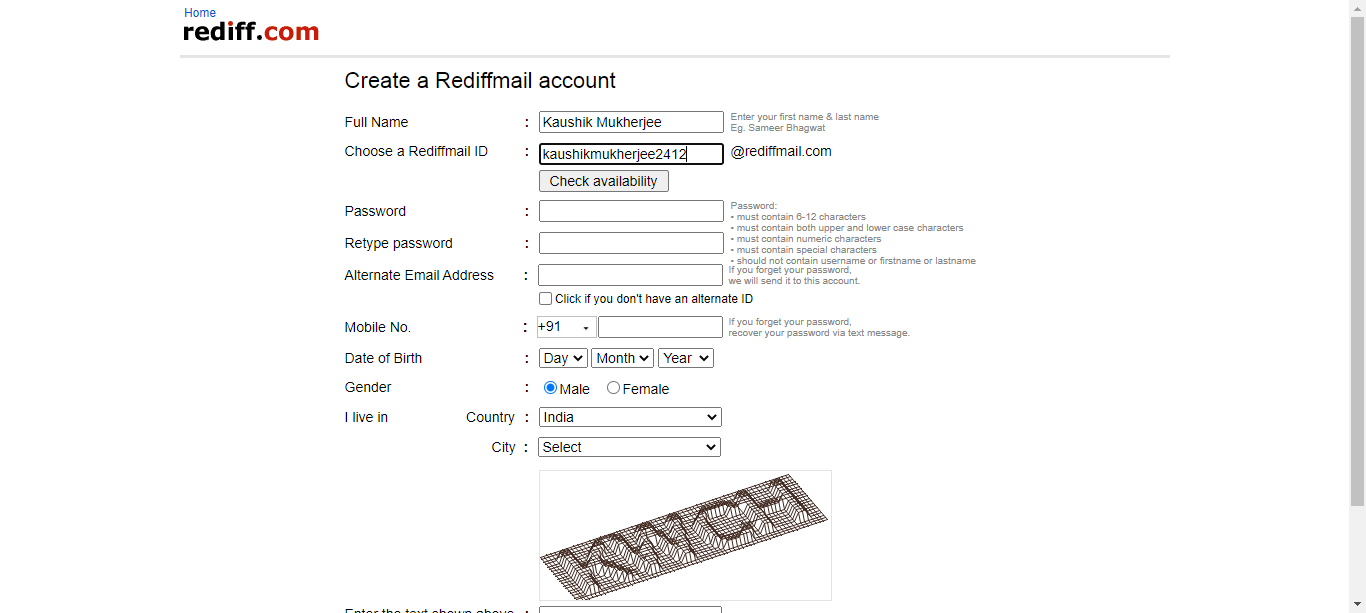 Home
rediff.com
Create a Rediffmail account
Full Name : Kaushik Mukherjee Enter your first name & last name
Eg. Sameer Bhagwat
Choose a Rediffmail ID : kaushikmukherjee2412 @rediffmail.com
Check availability
Password : Password:
• must contain 6-12 characters
• must contain both upper and lower case characters
Retype password : • must contain numeric characters
• must contain special characters
• should not contain username or firstname or lastname
Alternate Email Address : If you forget your password,
we will send it to this account.
Click if you don't have an alternate ID
Mobile No. : +91 If you forget your password,
recover your password via text message.
Date of Birth : Day Month Year
Gender : Male Female
I live in Country : India
City : Select
Enter the text shown above :